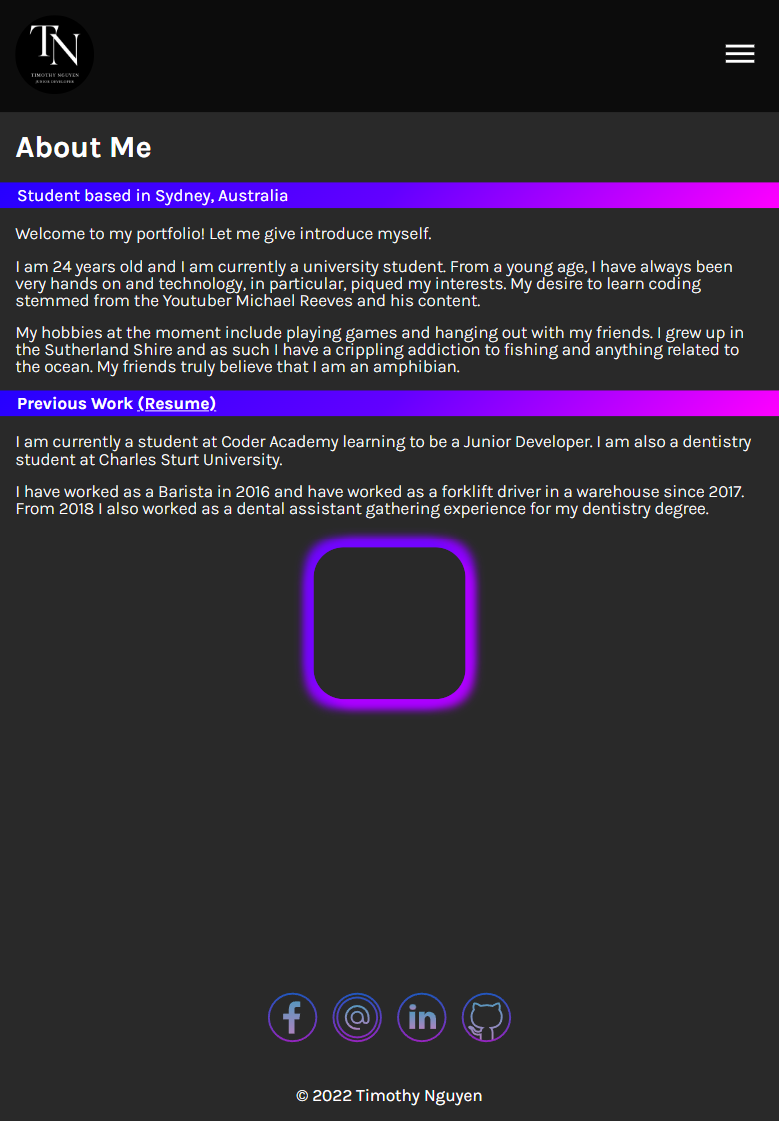 TN
TIMOTHY NGUYEN
JUNIOR DEVELOPER
About Me
Student based in Sydney, Australia
Welcome to my portfolio! Let me give introduce myself.
I am 24 years old and I am currently a university student. From a young age, I have always been
very hands on and technology, in particular, piqued my interests. My desire to learn coding
stemmed from the Youtuber Michael Reeves and his content.
My hobbies at the moment include playing games and hanging out with my friends. I grew up in
the Sutherland Shire and as such I have a crippling addiction to fishing and anything related to
the ocean. My friends truly believe that I am an amphibian.
Previous Work (Resume)
I am currently a student at Coder Academy learning to be a Junior Developer. I am also a dentistry
student at Charles Sturt University.
I have worked as a Barista in 2016 and have worked as a forklift driver in a warehouse since 2017.
From 2018 I also worked as a dental assistant gathering experience for my dentistry degree.
f @ in
© 2022 Timothy Nguyen